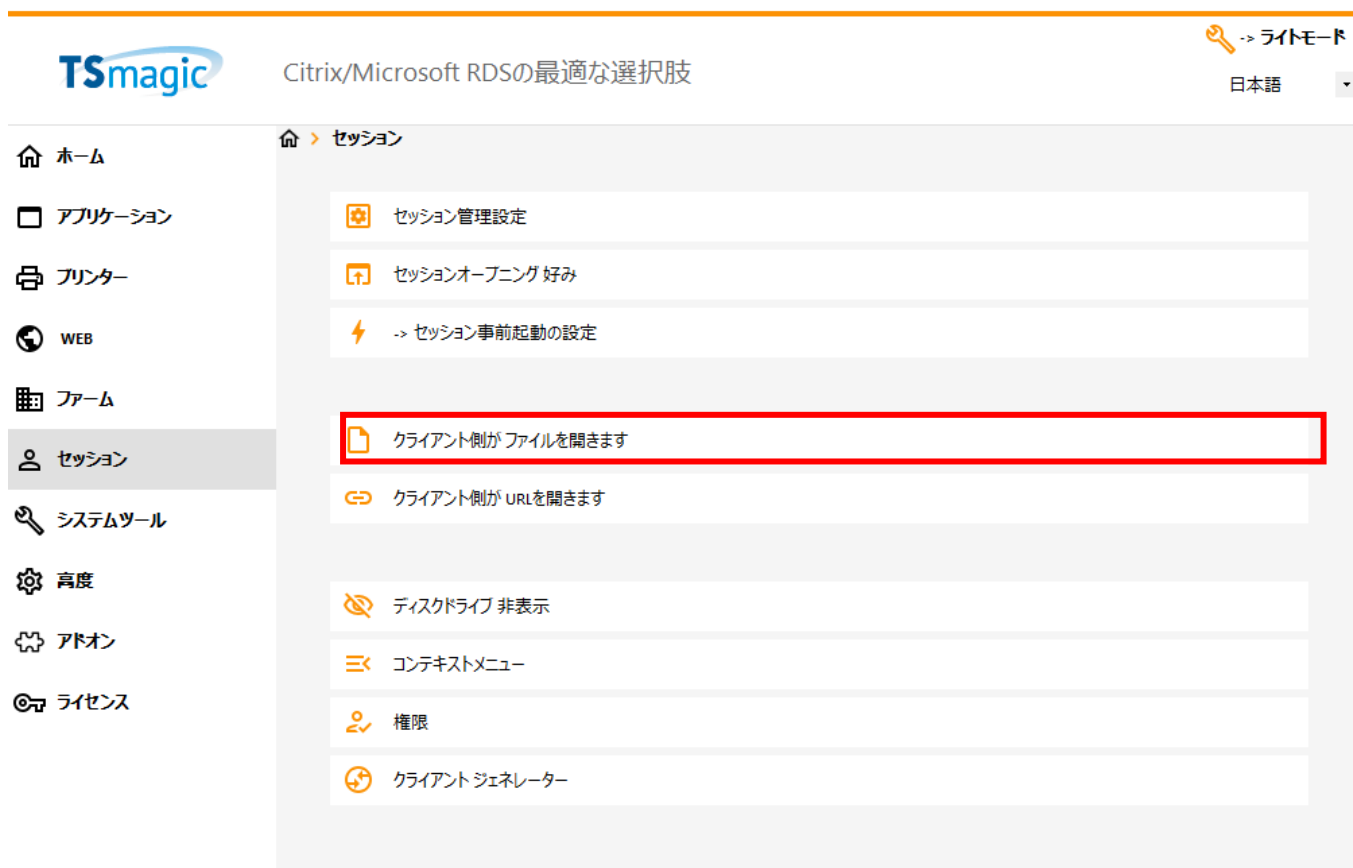 -> ライトモード
TSmagic
Citrix/Microsoft RDSの最適な選択肢
日本語
ホーム
アプリケーション
プリンター
WEB
ファーム
セッション
システムツール
高度
アドオン
ライセンス
> セッション
セッション管理設定
セッションオープニング 好み
-> セッション事前起動の設定
クライアント側が ファイルを開きます
クライアント側が URLを開きます
ディスクドライブ 非表示
コンテキストメニュー
権限
クライアント ジェネレーター